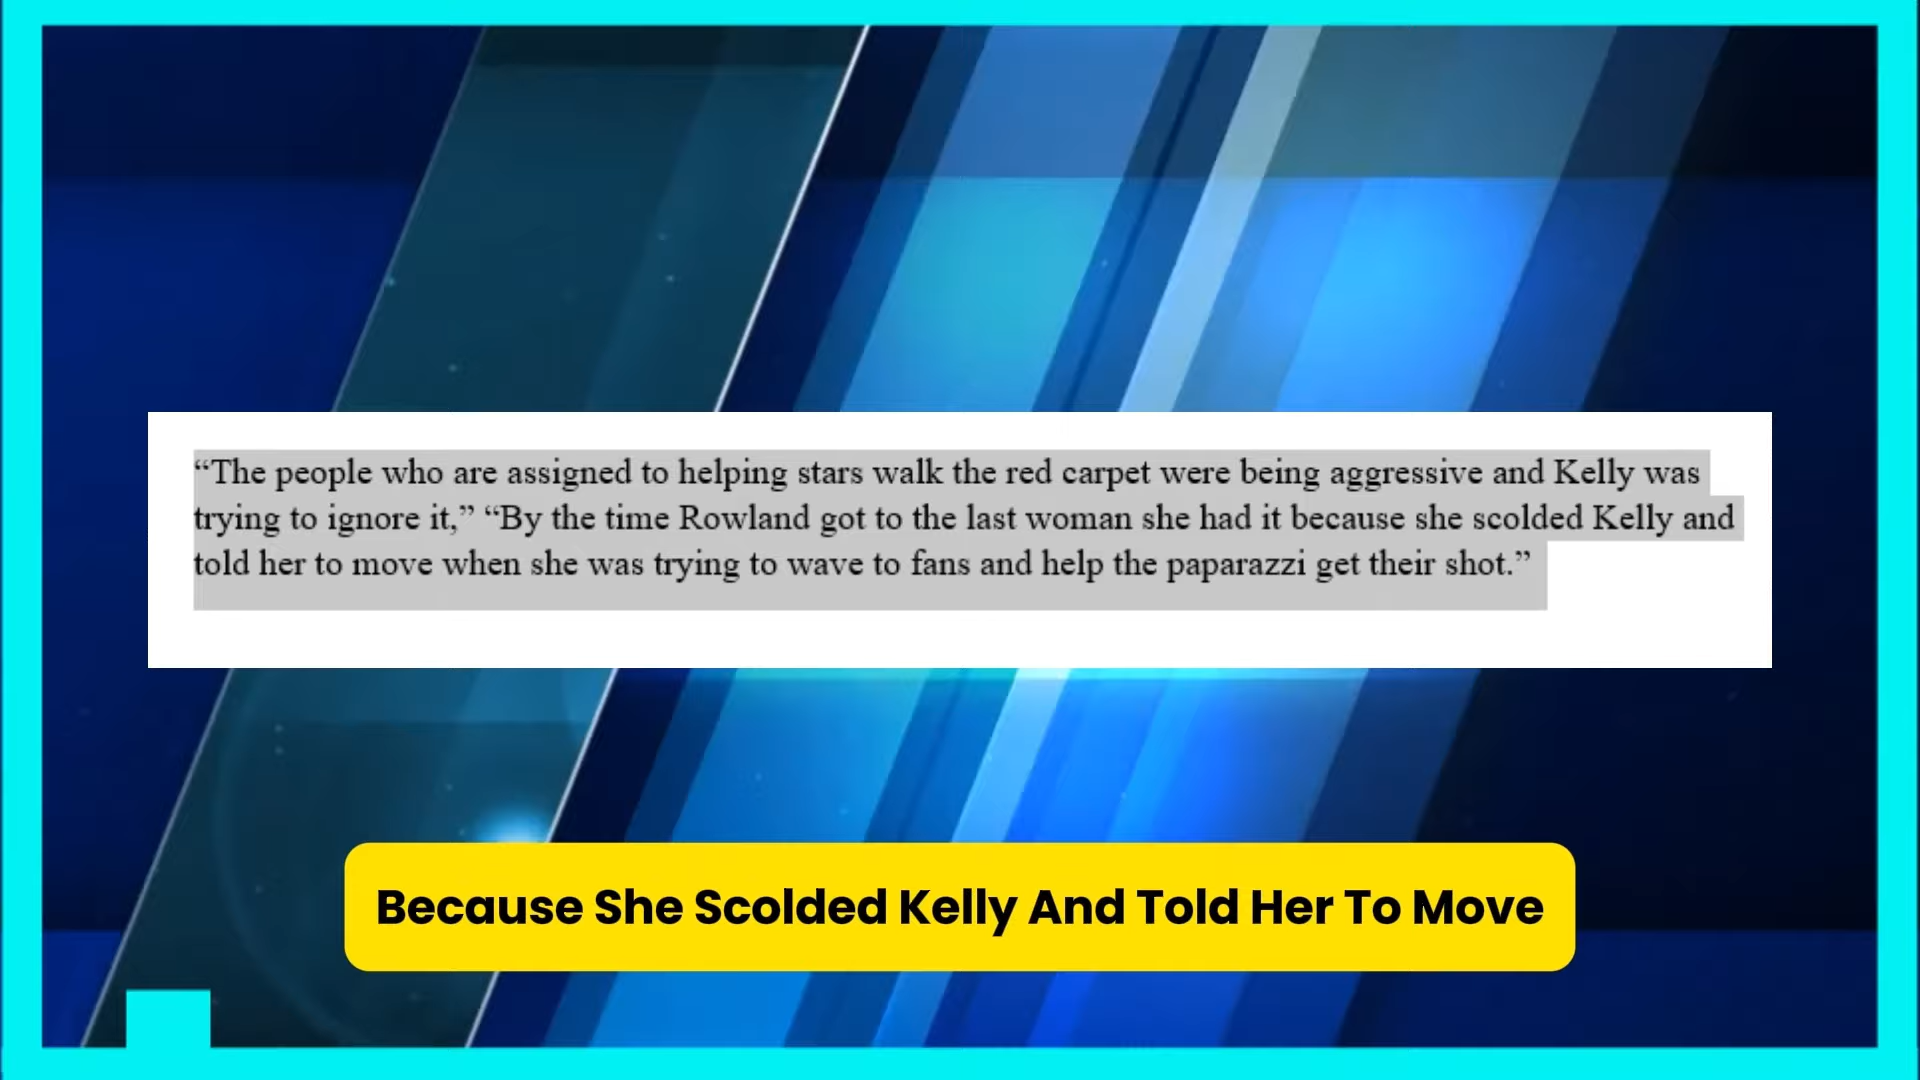 “The people who are assigned to helping stars walk the red carpet were being aggressive and Kelly was
trying to ignore it,” “By the time Rowland got to the last woman she had it because she scolded Kelly and
told her to move when she was trying to wave to fans and help the paparazzi get their shot.”
Because She Scolded Kelly And Told Her To Move